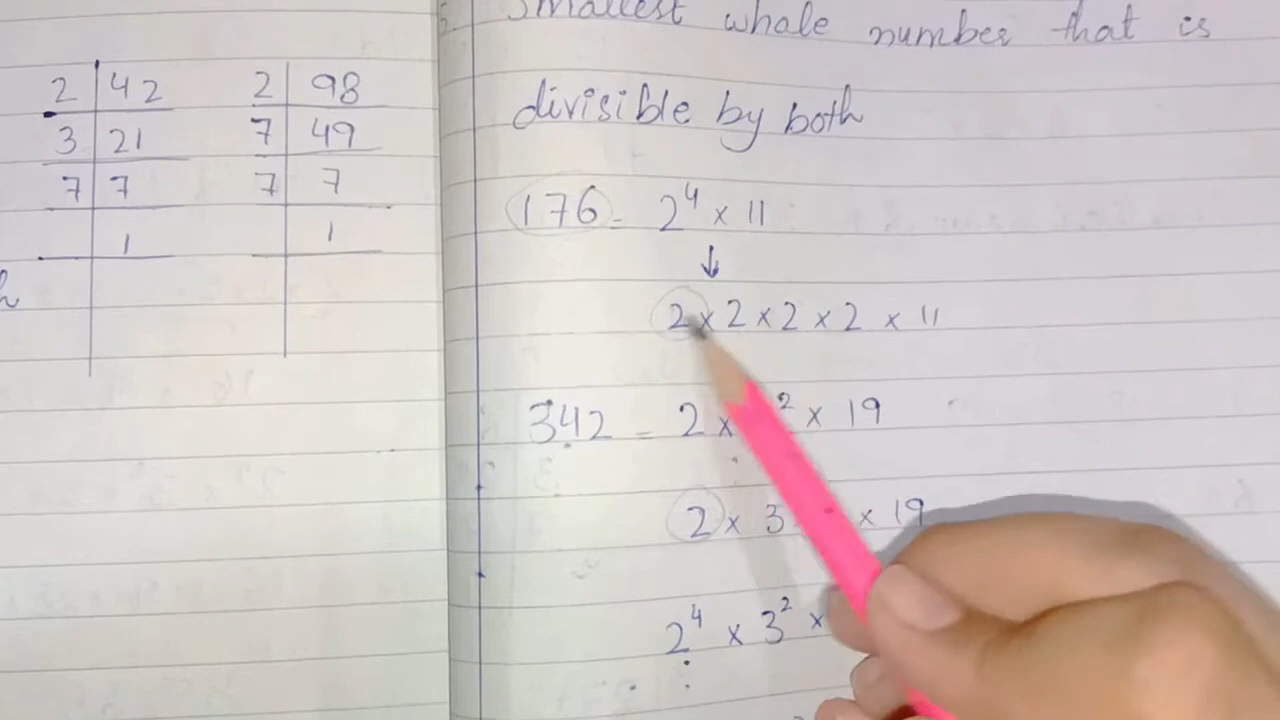 2 | 42
3 | 21
7 | 7
1
2 | 98
7 | 49
7 | 7
1
Smallest whole number that is
divisible by both
176 = 2⁴ × 11
↓
2 × 2 × 2 × 2 × 11
342 = 2 × ² × 19
2 × 3 × 19
2⁴ × 3² ×